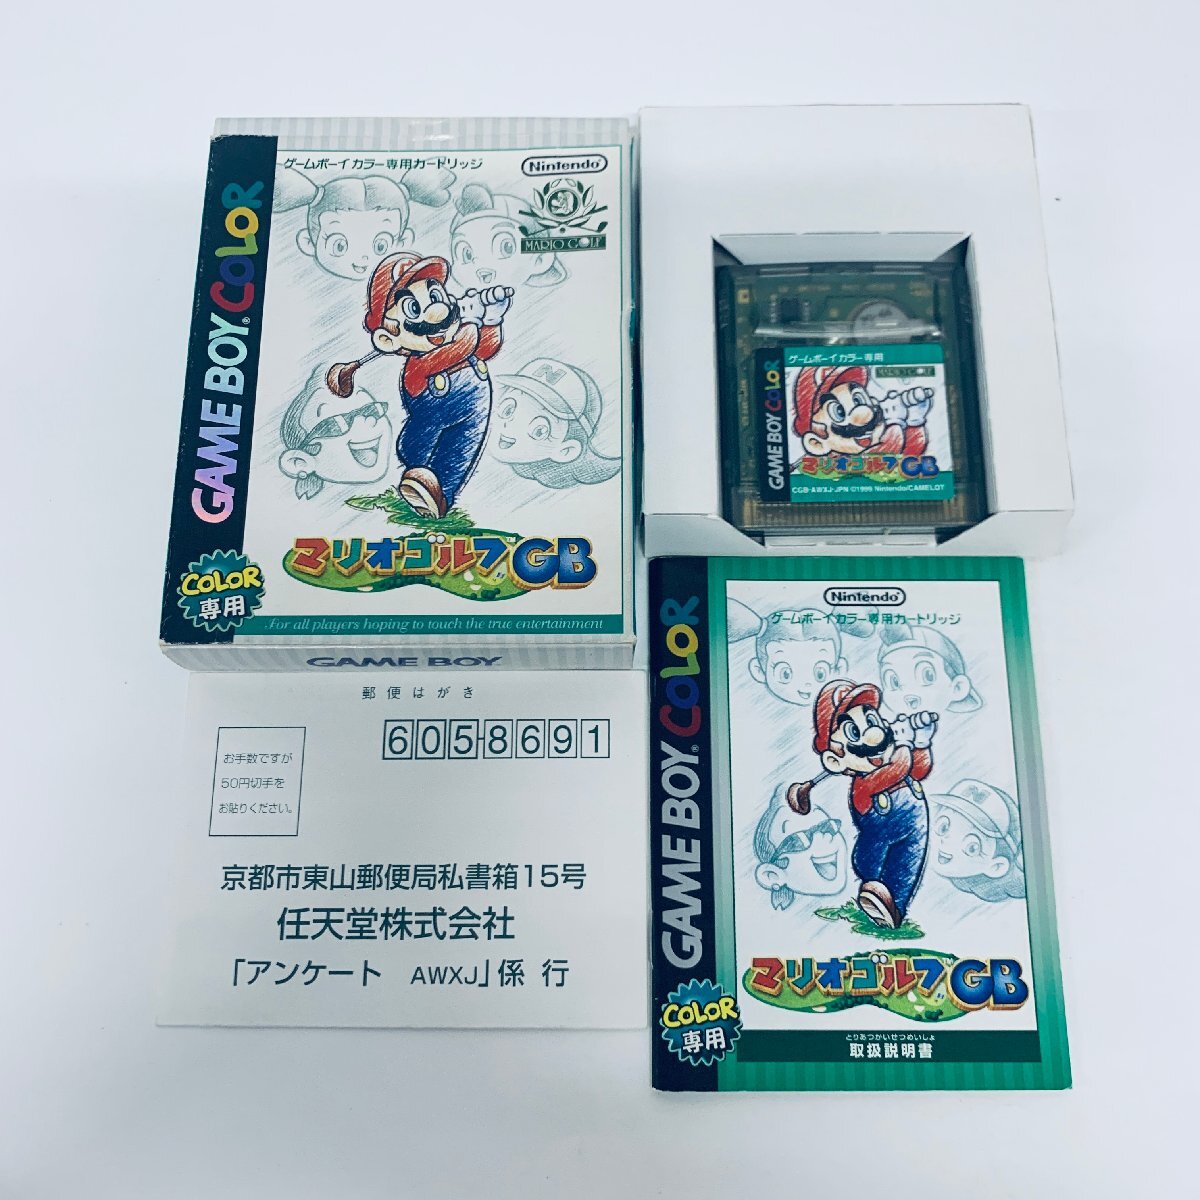 ゲームボーイカラー専用カートリッジ
Nintendo
MARIO GOLF
GAME BOY COLOR
N
マリオゴルフGB
TM
COLOR
専用
For all players hoping to touch the true entertainment
GAME BOY
ゲームボーイカラー専用
MARIO GOLF
GAME BOY COLOR
マリオゴルフGB
CGB-AWXJ-JPN ©1999 Nintendo/CAMELOT
郵便はがき
605-8691
お手数ですが
50円切手を
お貼りください。
京都市東山郵便局私書箱15号
任天堂株式会社
「アンケート AWXJ」係 行
Nintendo
ゲームボーイカラー専用カートリッジ
GAME BOY COLOR
マリオゴルフGB
COLOR
専用
とりあつかいせつめいしょ
取扱説明書